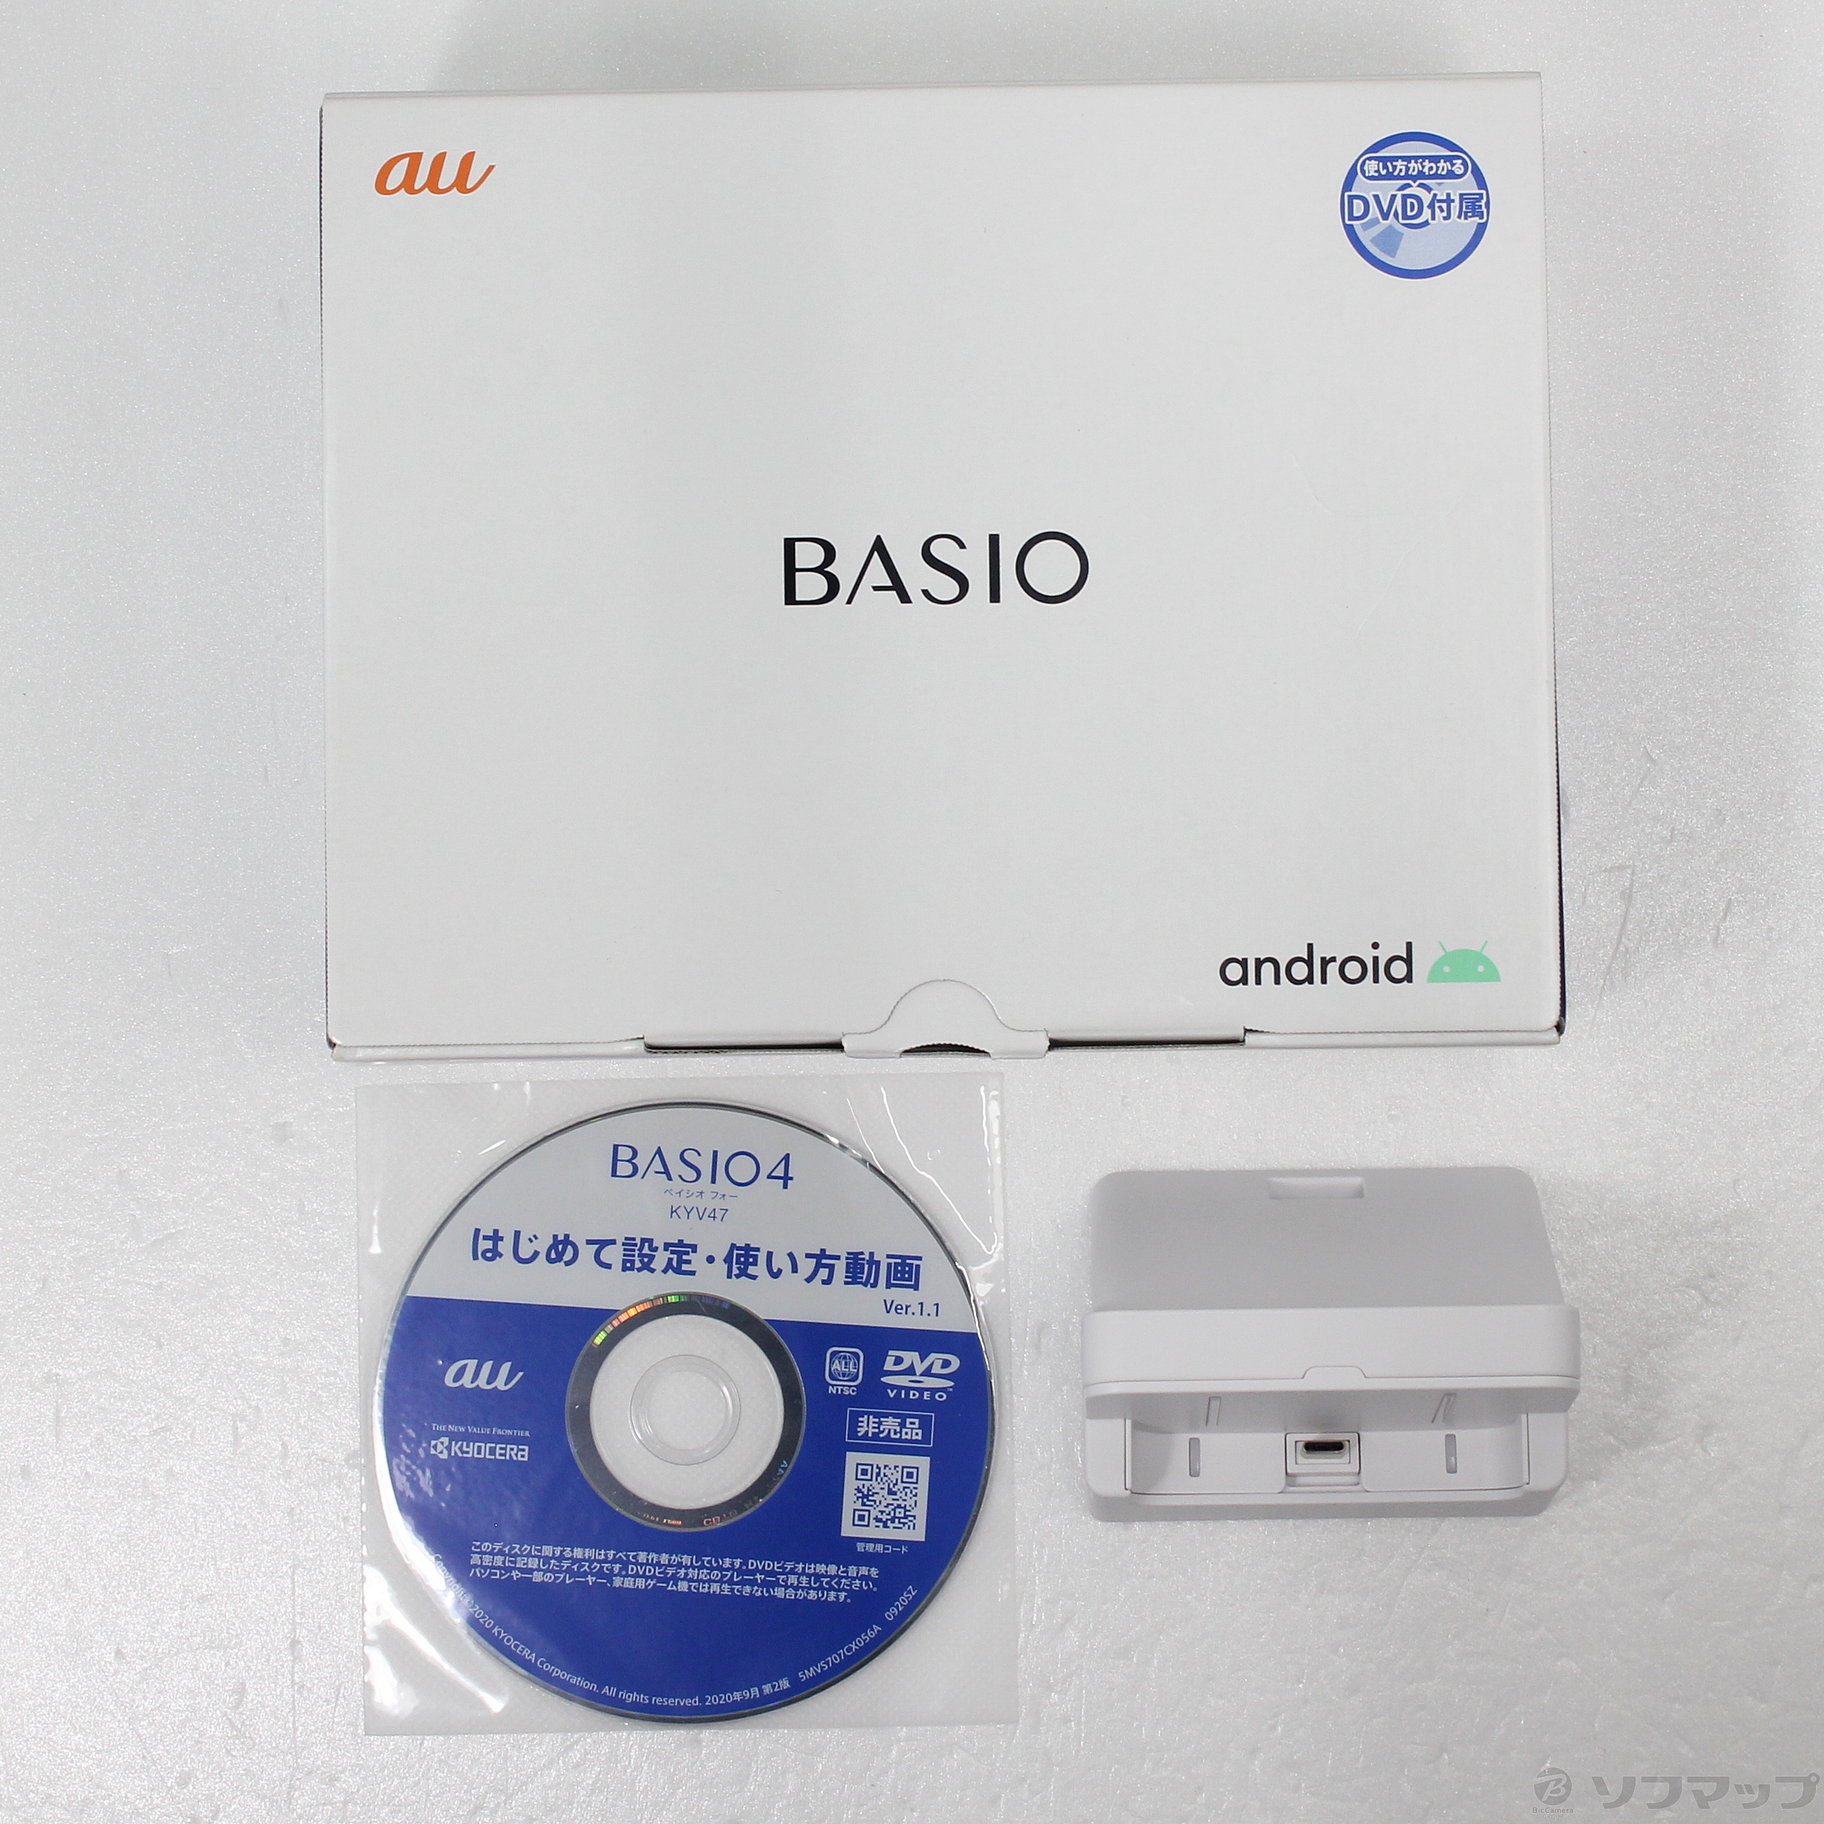 au
使い方がわかる
DVD付属
BASIO
android
BASIO4
ベイシオ フォー
KYV47
はじめて設定・使い方動画
Ver.1.1
au
ALL
NTSC
DVD
VIDEO
THE NEW VALUE FRONTIER
KYOCERA
非売品
管理用コード
このディスクに関する権利はすべて著作者が有しています。DVDビデオは映像と音声を
高密度に記録したディスクです。DVDビデオ対応のプレーヤーで再生してください。
パソコンや一部のプレーヤー、家庭用ゲーム機では再生できない場合があります。
Copyright©2020 KYOCERA Corporation. All rights reserved. 2020年9月 第2版 5MVS707CX056A 0920SZ
BicCamera
ソフマップ